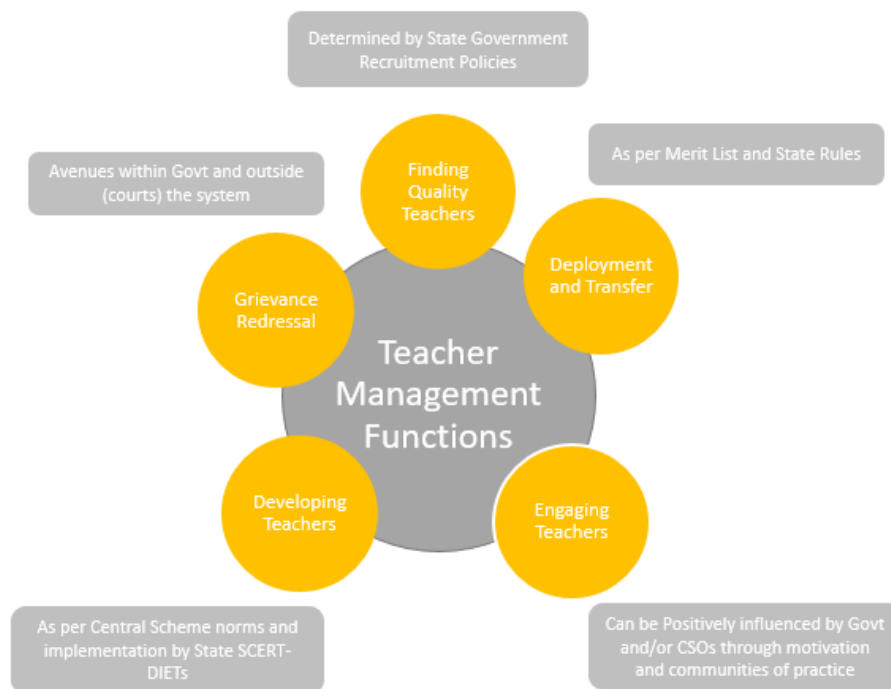 Determined by State Government
Recruitment Policies
Finding
Quality
Teachers
As per Merit List and State Rules
Deployment
and Transfer
Avenues within Govt and outside
(courts) the system
Grievance
Redressal
Teacher
Management
Functions
Developing
Teachers
Engaging
Teachers
As per Central Scheme norms and
implementation by State SCERT-
DIETs
Can be Positively influenced by Govt
and/or CSOs through motivation
and communities of practice